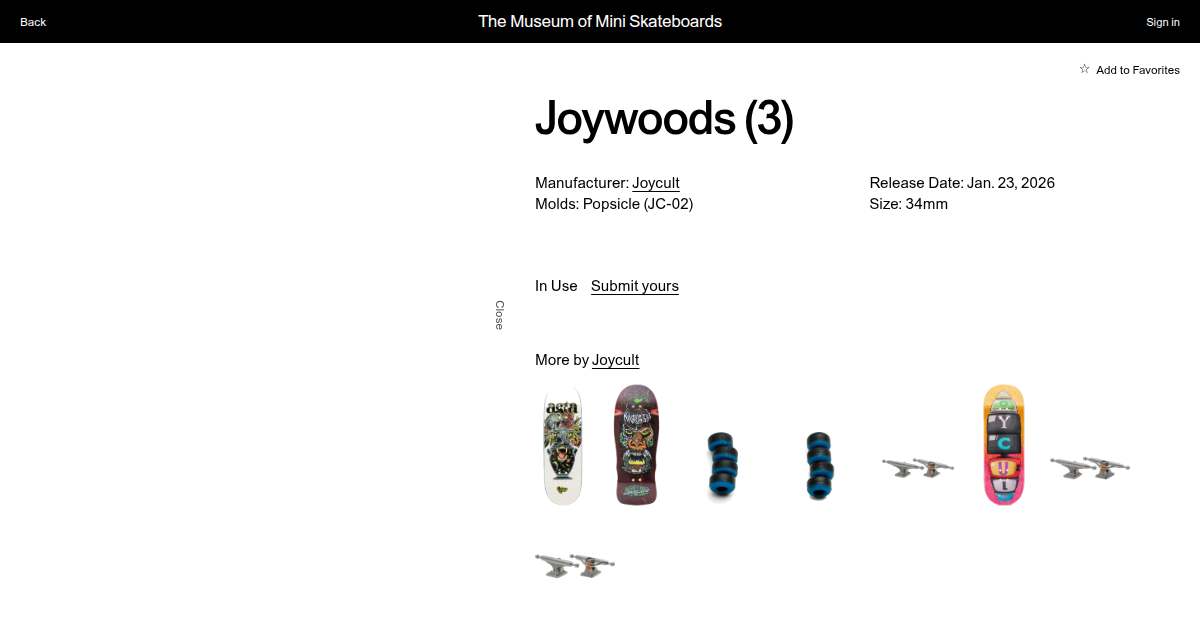 Back
The Museum of Mini Skateboards
Sign in
☆ Add to Favorites
Joywoods (3)
Manufacturer: Joycult
Molds: Popsicle (JC-02)
Release Date: Jan. 23, 2026
Size: 34mm
In Use Submit yours
Close
More by Joycult
asta
Y
C
L